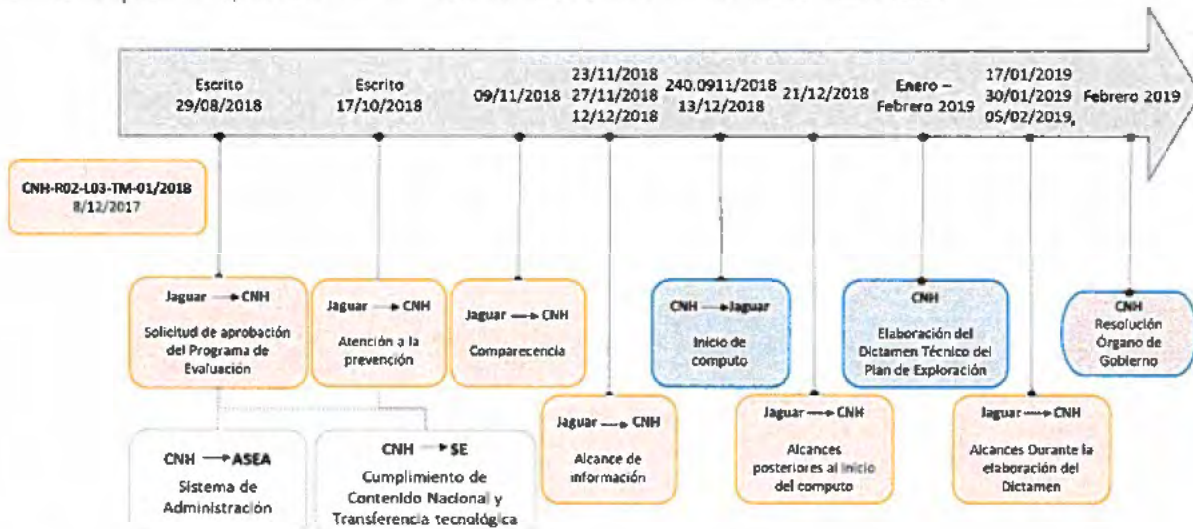 Escrito
29/08/2018
Escrito
17/10/2018
09/11/2018
23/11/2018
27/11/2018
12/12/2018
240.0911/2018
13/12/2018
21/12/2018
Enero –
Febrero 2019
17/01/2019
30/01/2019
05/02/2019,
Febrero 2019
CNH-R02-L03-TM-01/2018
8/12/2017
Jaguar → CNH
Solicitud de aprobación
del Programa de
Evaluación
Jaguar → CNH
Atención a la
prevención
Jaguar → CNH
Comparecencia
CNH → Jaguar
Inicio de
computo
CNH
Elaboración del
Dictamen Técnico del
Plan de Exploración
CNH
Resolución
Órgano de
Gobierno
CNH → ASEA
Sistema de
Administración
CNH → SE
Cumplimiento de
Contenido Nacional y
Transferencia tecnológica
Jaguar → CNH
Alcance de
información
Jaguar → CNH
Alcances
posteriores al inicio
del computo
Jaguar → CNH
Alcances Durante la
elaboración del
Dictamen